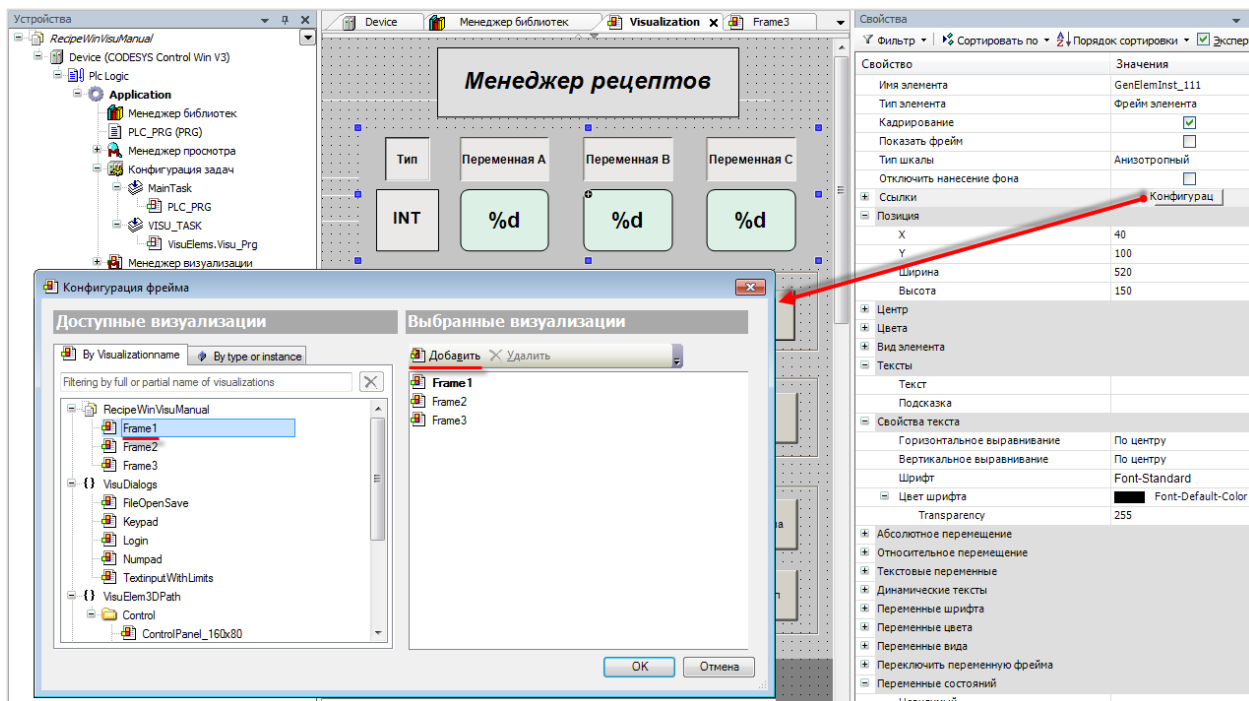 Устройства
RecipeWinVisuManual
Device (CODESYS Control Win V3)
Plc Logic
Application
Менеджер библиотек
PLC_PRG (PRG)
Менеджер просмотра
Конфигурация задач
MainTask
PLC_PRG
VISU_TASK
VisuElems.Visu_Prg
Менеджер визуализации
Device
Менеджер библиотек
Visualization
Frame3
Менеджер рецептов
Тип
Переменная A
Переменная B
Переменная C
INT
%d
%d
%d
Конфигурация фрейма
Доступные визуализации
By Visualizationname
By type or instance
Filtering by full or partial name of visualizations
RecipeWinVisuManual
Frame1
Frame2
Frame3
VisuDialogs
FileOpenSave
Keypad
Login
Numpad
TextinputWithLimits
VisuElem3DPath
Control
ControlPanel_160x80
Выбранные визуализации
Добавить Удалить
Frame1
Frame2
Frame3
OK
Отмена
Свойства
Фильтр Сортировать по Порядок сортировки Экспер
Свойство Значения
Имя элемента GenElemInst_111
Тип элемента Фрейм элемента
Кадрирование
Показать фрейм
Тип шкалы Анизотропный
Отключить нанесение фона
Ссылки Конфигурац
Позиция
X 40
Y 100
Ширина 520
Высота 150
Центр
Цвета
Вид элемента
Тексты
Текст
Подсказка
Свойства текста
Горизонтальное выравнивание По центру
Вертикальное выравнивание По центру
Шрифт Font-Standard
Цвет шрифта Font-Default-Color
Transparency 255
Абсолютное перемещение
Относительное перемещение
Текстовые переменные
Динамические тексты
Переменные шрифта
Переменные цвета
Переменные вида
Переключить переменную фрейма
Переменные состояний